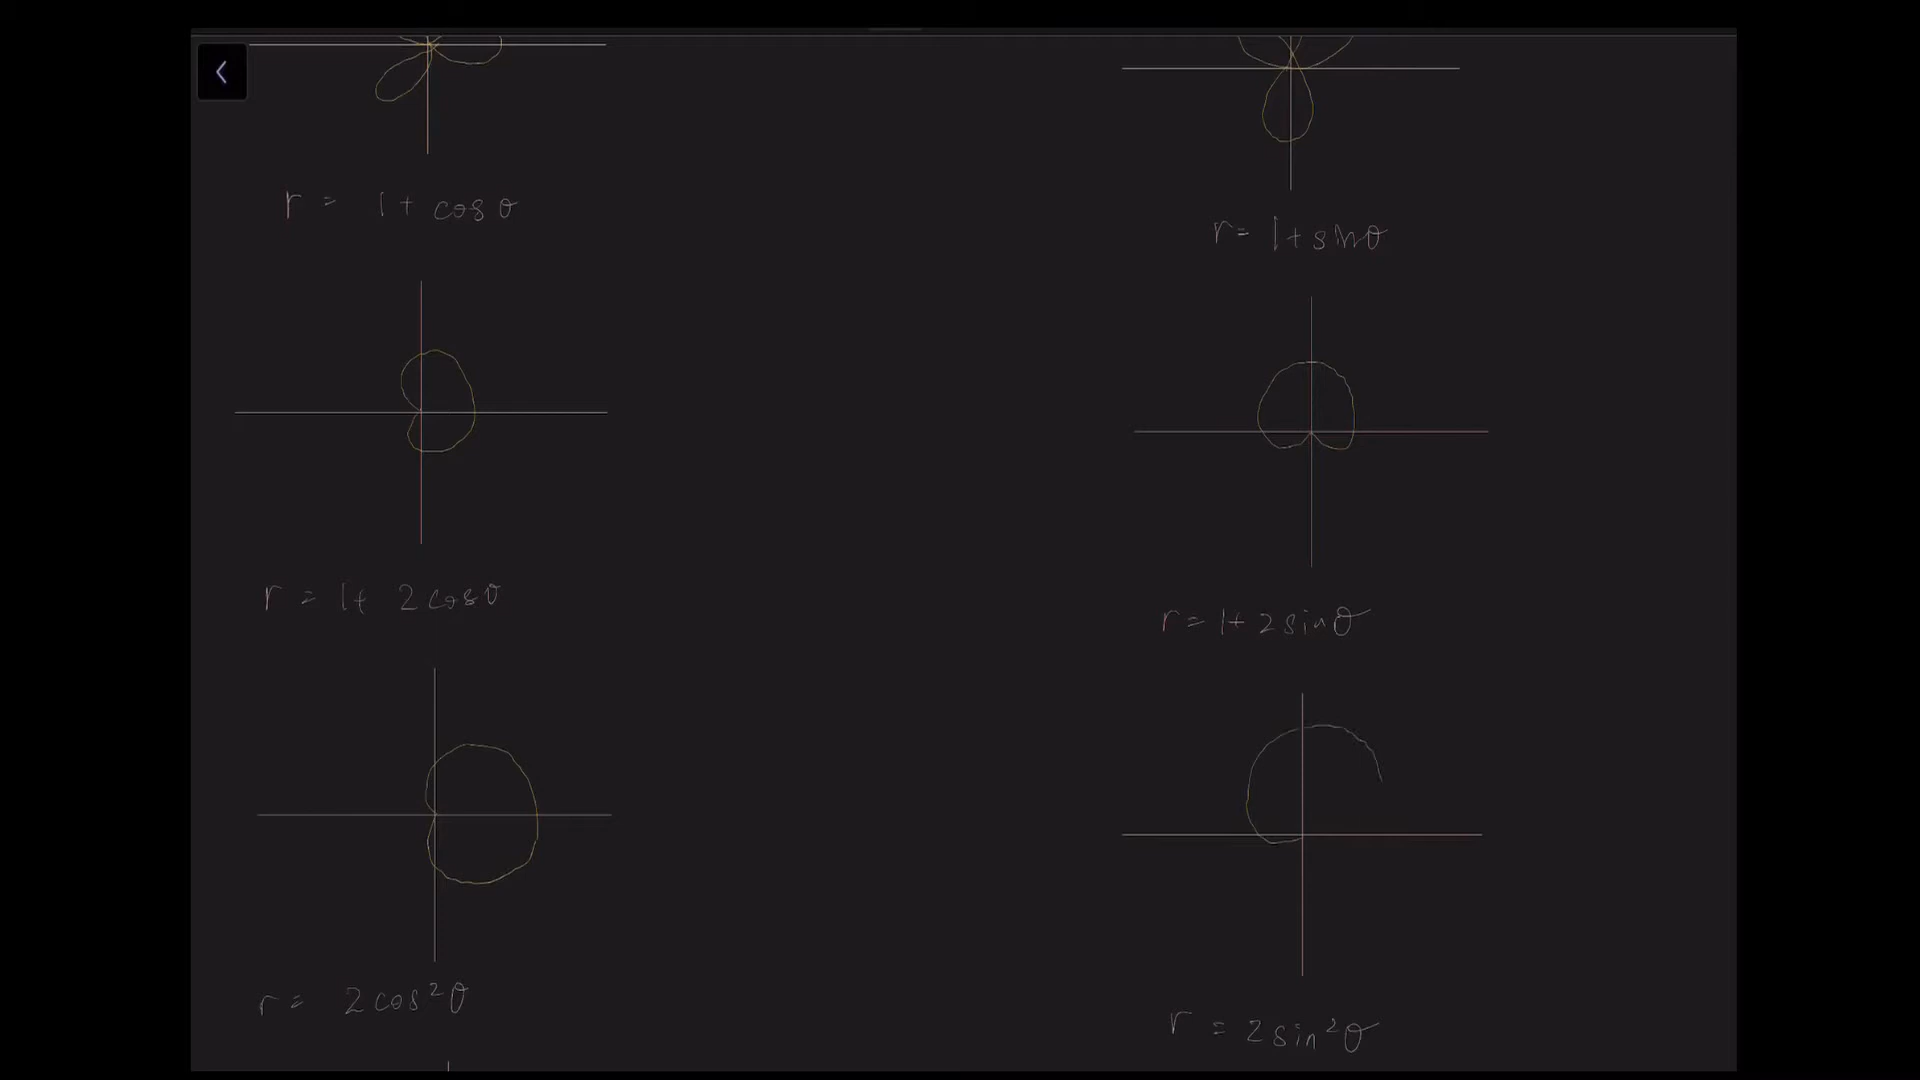 r = 1 + cos θ
r = 1 + sin θ
r = 1 + 2 cos θ
r = 1 + 2 sin θ
r = 2 cos² θ
r = 2 sin² θ